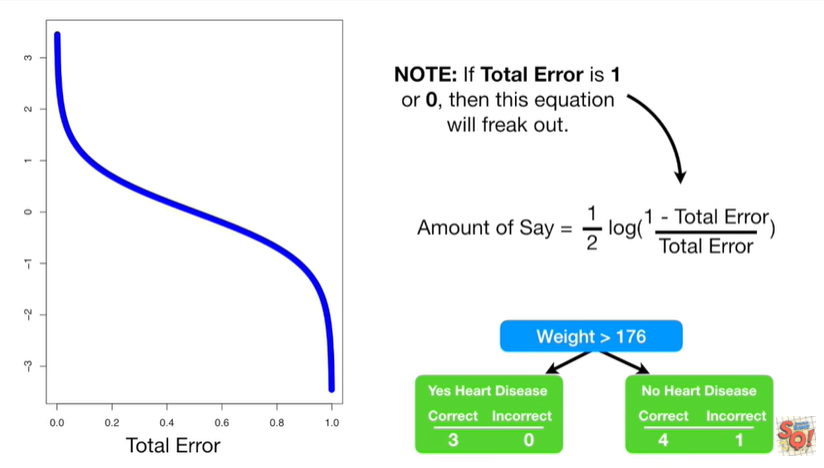 3
2
1
0
-1
-2
-3
0.0 0.2 0.4 0.6 0.8 1.0
Total Error
NOTE: If Total Error is 1
or 0, then this equation
will freak out.
Amount of Say = 1/2 log(1 - Total Error/Total Error)
Weight > 176
Yes Heart Disease
Correct Incorrect
3 0
No Heart Disease
Correct Incorrect
4 1
SQ!